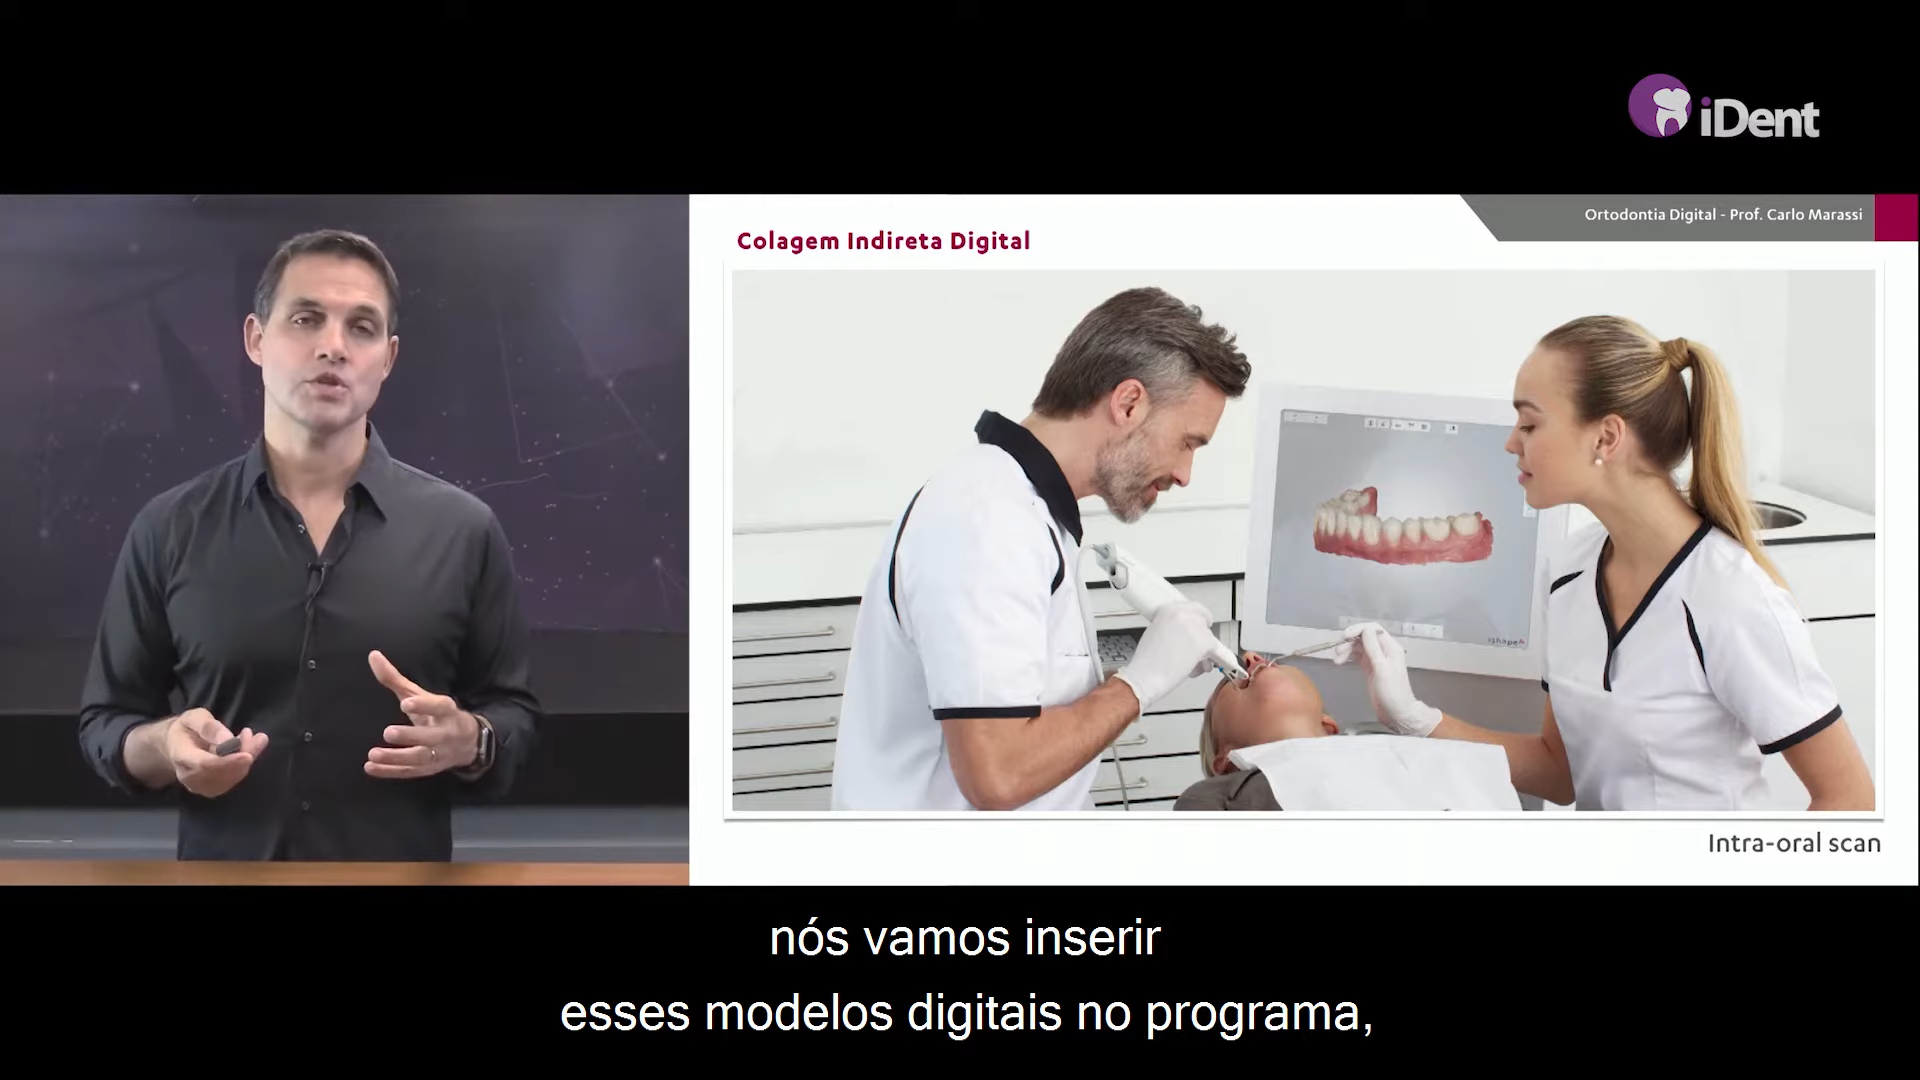 iDent
Ortodontia Digital - Prof. Carlo Marassi
Colagem Indireta Digital
3shape
Intra-oral scan
nós vamos inserir
esses modelos digitais no programa,